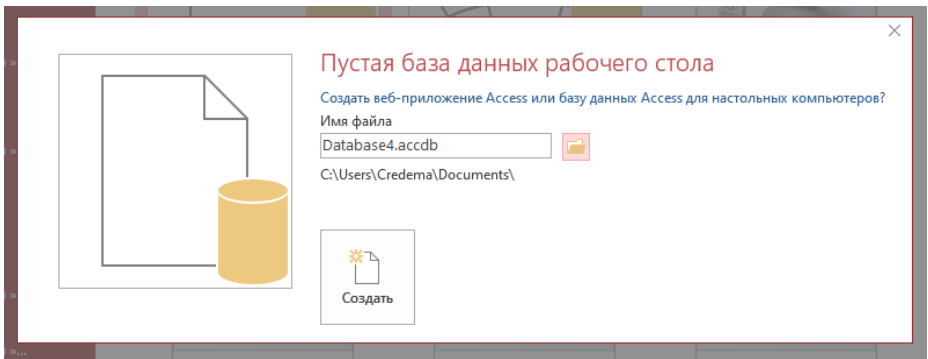 Пустая база данных рабочего стола
Создать веб-приложение Access или базу данных Access для настольных компьютеров?
Имя файла
Database4.accdb
C:\Users\Credema\Documents\
Создать